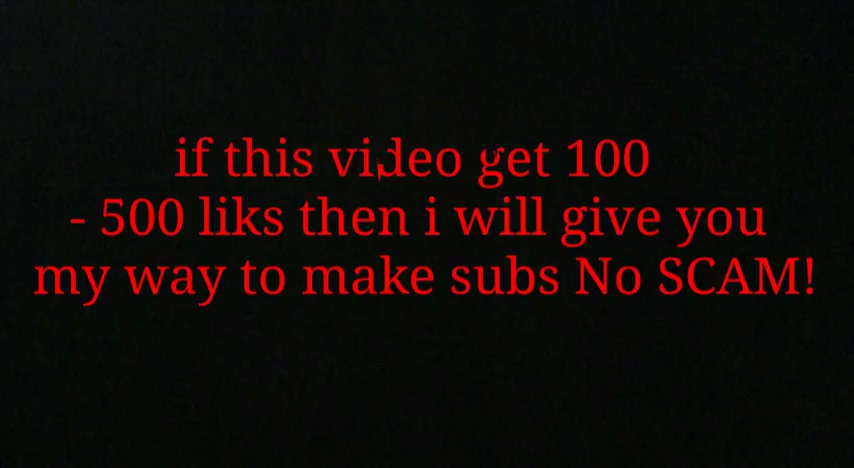 if this video get 100
- 500 liks then i will give you
my way to make subs No SCAM!